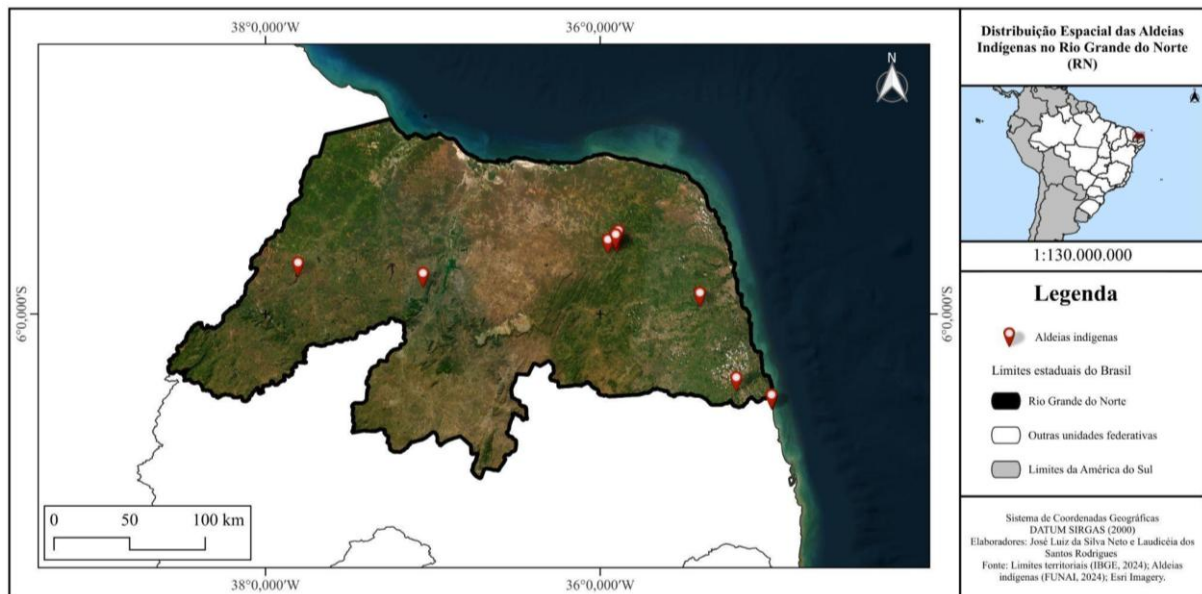 38°0,000'W
36°0,000'W
N
6°0,000'S
6°0,000'S
0
50
100 km
38°0,000'W
36°0,000'W
Distribuição Espacial das Aldeias
Indígenas no Rio Grande do Norte
(RN)
1:130.000.000
Legenda
Aldeias indígenas
Limites estaduais do Brasil
Rio Grande do Norte
Outras unidades federativas
Limites da América do Sul
Sistema de Coordenadas Geográficas
DATUM SIRGAS (2000)
Elaboradores: José Luiz da Silva Neto e Laudicéia dos
Santos Rodrigues
Fonte: Limites territoriais (IBGE, 2024); Aldeias
indígenas (FUNAI, 2024); Esri Imagery.